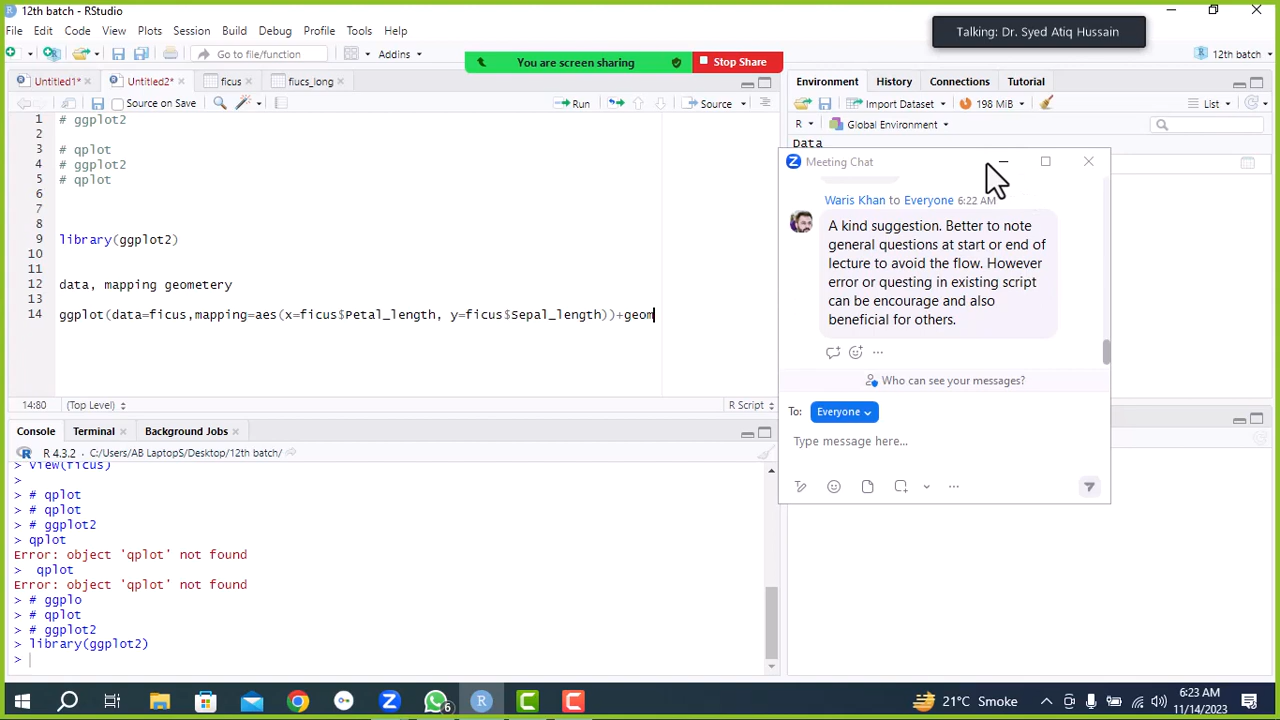 12th batch - RStudio
File Edit Code View Plots Session Build Debug Profile Tools Help
Talking: Dr. Syed Atiq Hussain
Go to file/function
Addins
12th batch
You are screen sharing
Stop Share
Untitled1*
Untitled2*
ficus
fiucs_long
Source on Save
Run
Source
1 # ggplot2
2
3 # qplot
4 # ggplot2
5 # qplot
6
7
8
9 library(ggplot2)
10
11
12 data, mapping geometery
13
14 ggplot(data=ficus,mapping=aes(x=ficus$Petal_length, y=ficus$Sepal_length))+geom
14:80 (Top Level) R Script
Environment History Connections Tutorial
Import Dataset 198 MiB List
R Global Environment
Data
Meeting Chat
Waris Khan to Everyone 6:22 AM
A kind suggestion. Better to note
general questions at start or end of
lecture to avoid the flow. However
error or questing in existing script
can be encourage and also
beneficial for others.
Who can see your messages?
To: Everyone
Type message here...
Console Terminal Background Jobs
R 4.3.2 · C:/Users/AB LaptopS/Desktop/12th batch/
> View(ficus)
>
> # qplot
> # qplot
> # ggplot2
> qplot
Error: object 'qplot' not found
>  qplot
Error: object 'qplot' not found
> # ggplo
> # qplot
> # ggplot2
> library(ggplot2)
>
6
21°C Smoke
6:23 AM
11/14/2023